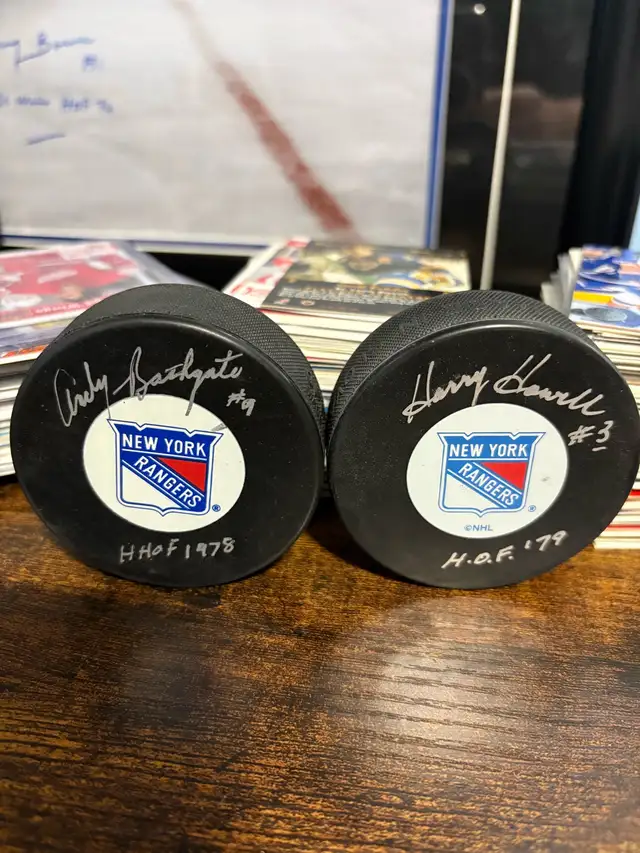 Andy Bathgate
#9
NEW YORK
RANGERS
®
HHOF 1978
Harry Howell
#3
NEW YORK
RANGERS
®
©NHL
H.O.F. '79